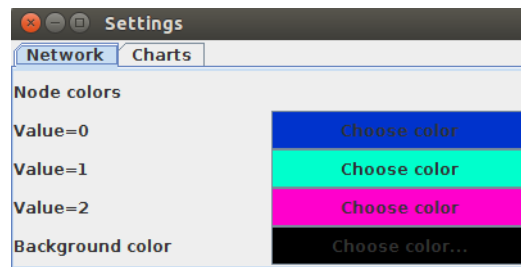 Settings
Network Charts
Node colors
Value=0 Choose color
Value=1 Choose color
Value=2 Choose color
Background color Choose color...